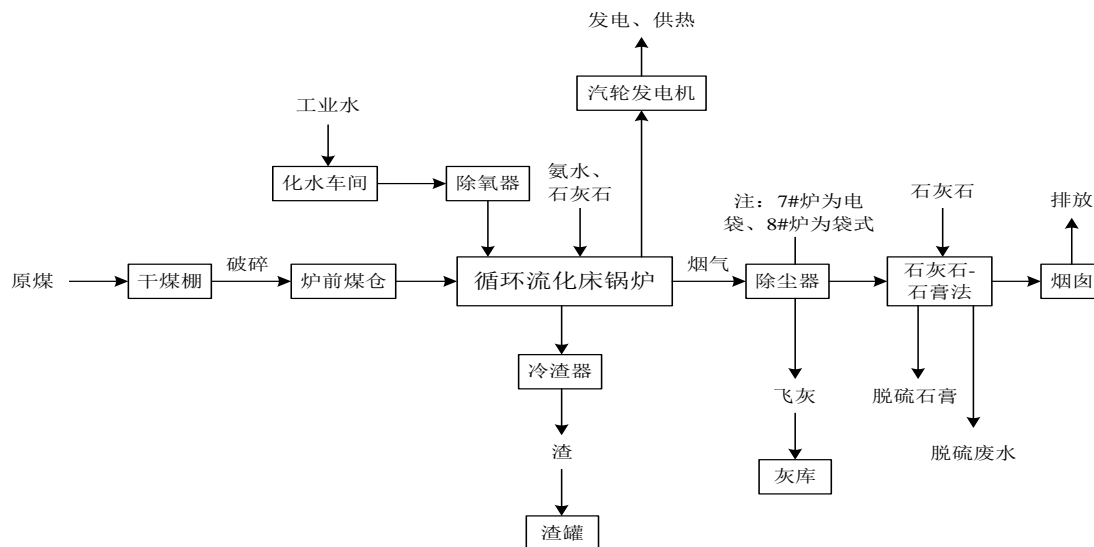 发电、供热
汽轮发电机
工业水
化水车间
除氧器
氨水、
石灰石
注：7#炉为电
袋、8#炉为袋式
石灰石
排放
原煤
干煤棚
破碎
炉前煤仓
循环流化床锅炉
烟气
除尘器
石灰石-
石膏法
烟囱
冷渣器
飞灰
脱硫石膏
渣
脱硫废水
灰库
渣罐